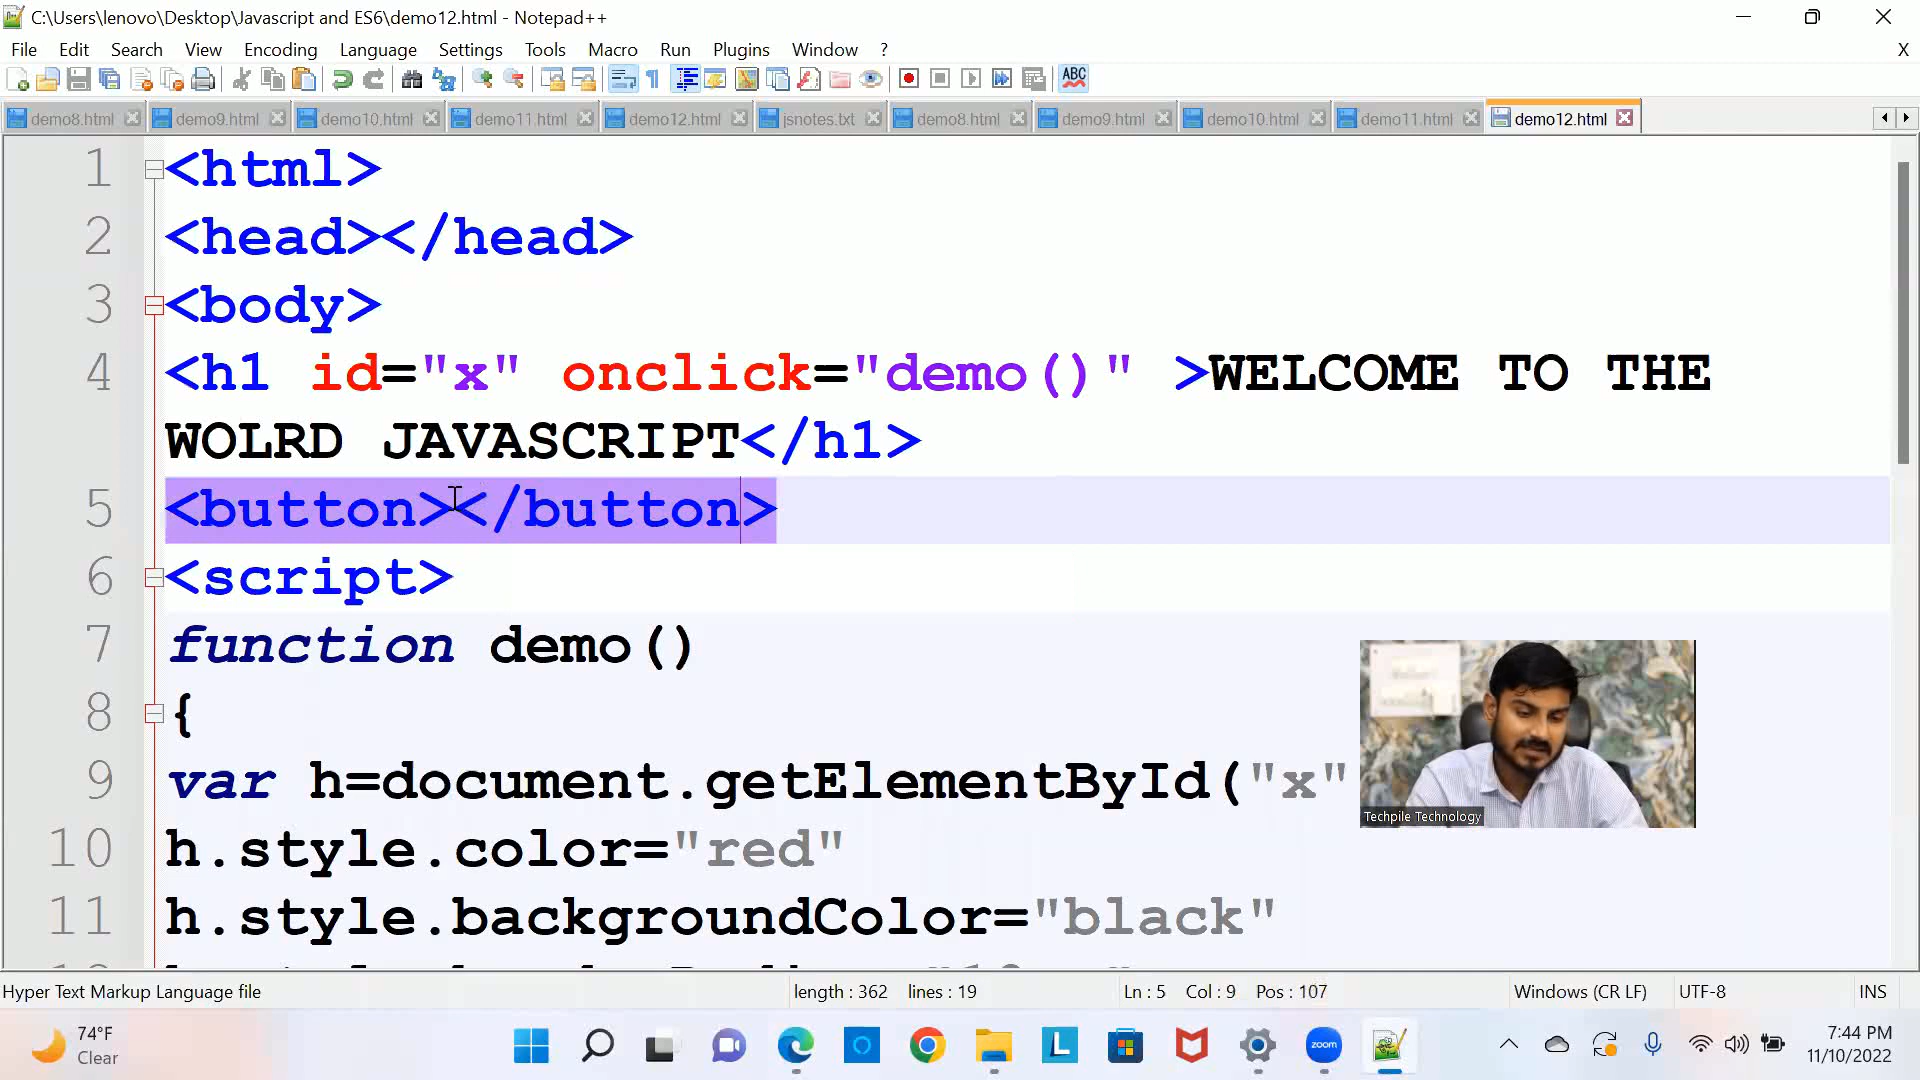 C:\Users\lenovo\Desktop\Javascript and ES6\demo12.html - Notepad++
File Edit Search View Encoding Language Settings Tools Macro Run Plugins Window ? X
ABC
demo8.html demo9.html demo10.html demo11.html demo12.html jsnotes.txt demo8.html demo9.html demo10.html demo11.html demo12.html
1 <html>
2 <head></head>
3 <body>
4 <h1 id="x" onclick="demo()" >WELCOME TO THE
WOLRD JAVASCRIPT</h1>
5 <button></button>
6 <script>
7 function demo()
8 {
9 var h=document.getElementById("x"
10 h.style.color="red"
11 h.style.backgroundColor="black"
Techpile Technology
Hyper Text Markup Language file length : 362 lines : 19 Ln : 5 Col : 9 Pos : 107 Windows (CR LF) UTF-8 INS
74°F
Clear
L
zoom
7:44 PM
11/10/2022